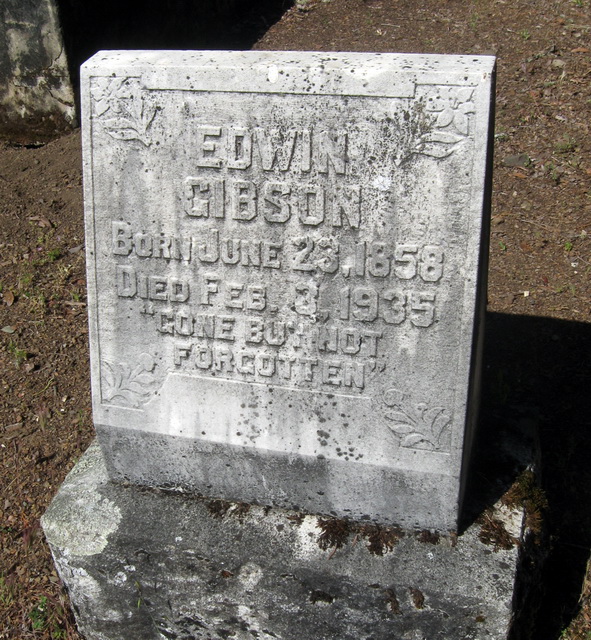 EDWIN
GIBSON
BORN JUNE 23, 1858
DIED FEB. 3, 1935
"GONE BUT NOT
FORGOTTEN"